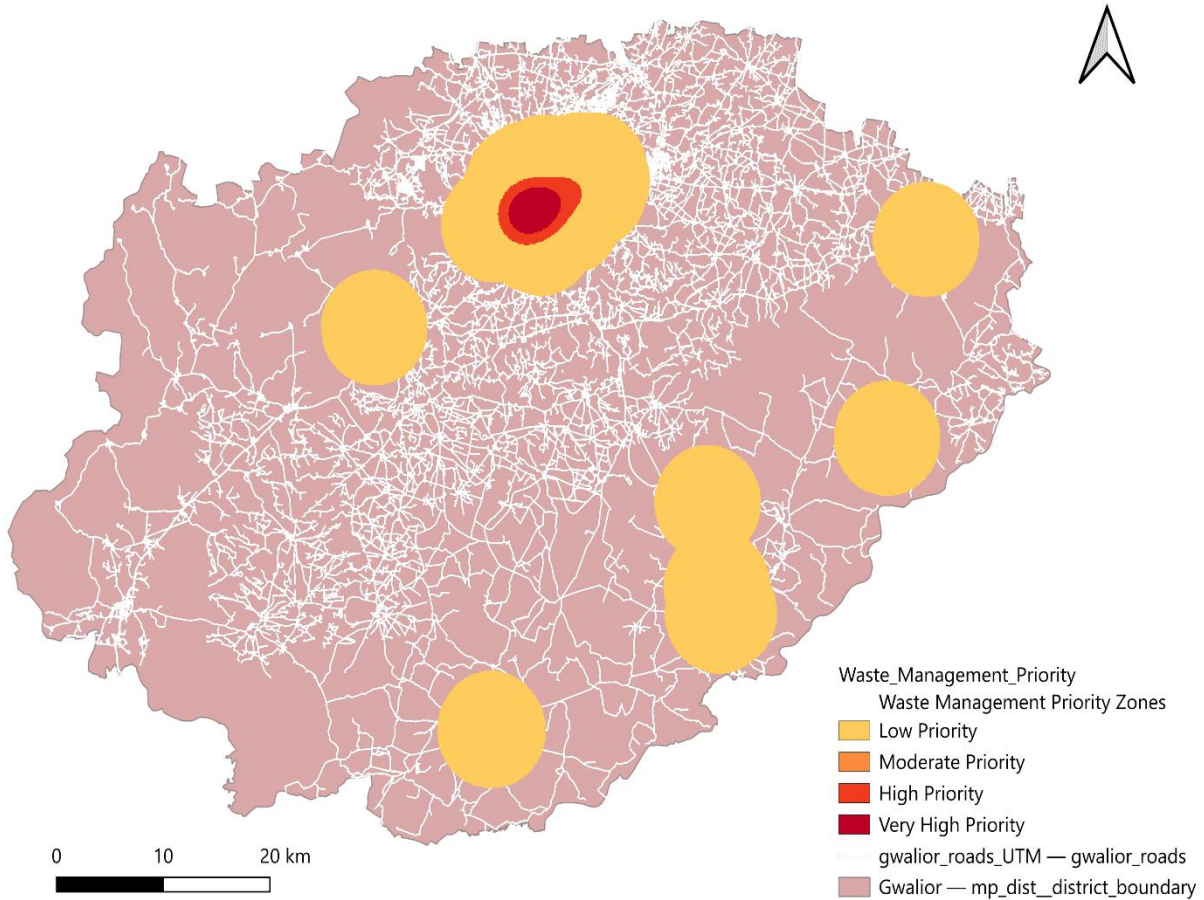 Waste_Management_Priority
Waste Management Priority Zones
Low Priority
Moderate Priority
High Priority
Very High Priority
gwalior_roads_UTM — gwalior_roads
Gwalior — mp_dist__district_boundary
0 10 20 km